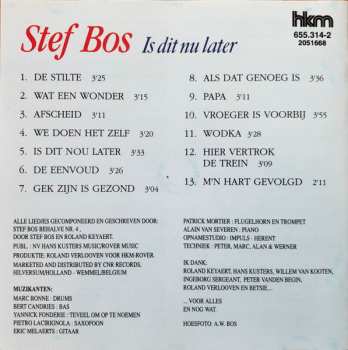 Stef Bos
Is dit nu later
hkm
655.314-2
2051668
1. DE STILTE 3'25
2. WAT EEN WONDER 3'15
3. AFSCHEID 3'11
4. WE DOEN HET ZELF 3'20
5. IS DIT NOU LATER 3'33
6. DE EENVOUD 3'26
7. GEK ZIJN IS GEZOND 3'04
8. ALS DAT GENOEG IS 3'36
9. PAPA 3'11
10. VROEGER IS VOORBIJ 3'55
11. WODKA 3'28
12. HIER VERTROK
DE TREIN 3'09
13. M'N HART GEVOLGD 2'11
ALLE LIEDJES GECOMPONEERD EN GESCHREVEN DOOR:
STEF BOS BEHALVE NR. 4,
DOOR STEF BOS EN ROLAND KEYAERT.
PUBL.: NV HANS KUSTERS MUSIC/ROVER MUSIC
PRODUKTIE: ROLAND VERLOOVEN VOOR HKM-ROVER.
MARKETED AND DISTRIBUTED BY CNR RECORDS,
HILVERSUM/HOLLAND - WEMMEL/BELGIUM
MUZIKANTEN:
MARC BONNE: DRUMS
BERT CANDRIES: BAS
YANNICK FONDERIE: TEVEEL OM OP TE NOEMEN
PIETRO LACIRIGNOLA: SAXOFOON
ERIC MELAERTS: GITAAR
PATRICK MORTIER: FLUGELHORN EN TROMPET
ALAIN VAN SEVEREN: PIANO
OPNAMESTUDIO: IMPULS - HERENT
TECHNIEK: PETER, MARC, ALAN & WERNER
IK DANK:
ROLAND KEYAERT, HANS KUSTERS, WILLEM VAN KOOTEN,
INGEBORG SERGEANT, PETER VANDEN BEGIN,
ROLAND VERLOOVEN EN BETSIE...
... VOOR ALLES
EN NOG WAT.
HOESFOTO: A.W. BOS